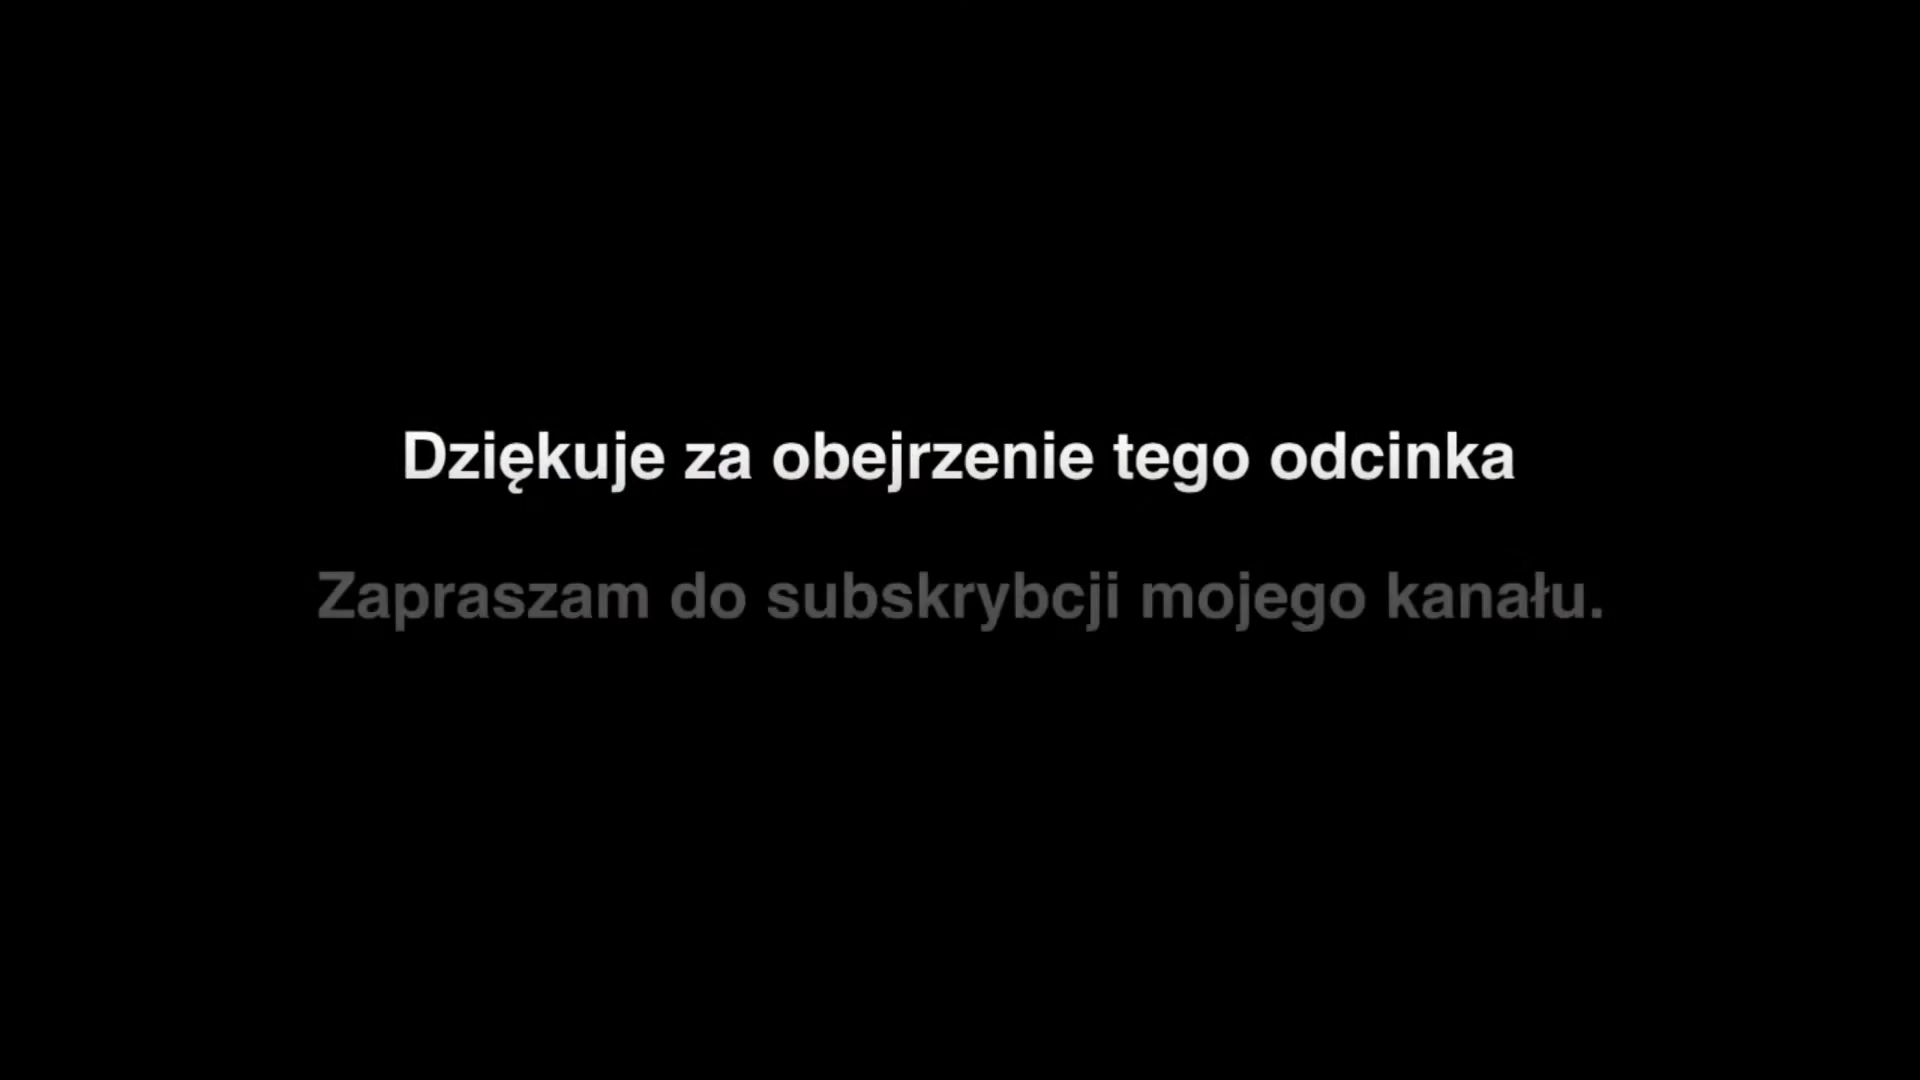 Dziękuje za obejrzenie tego odcinka
Zapraszam do subskrybcji mojego kanału.